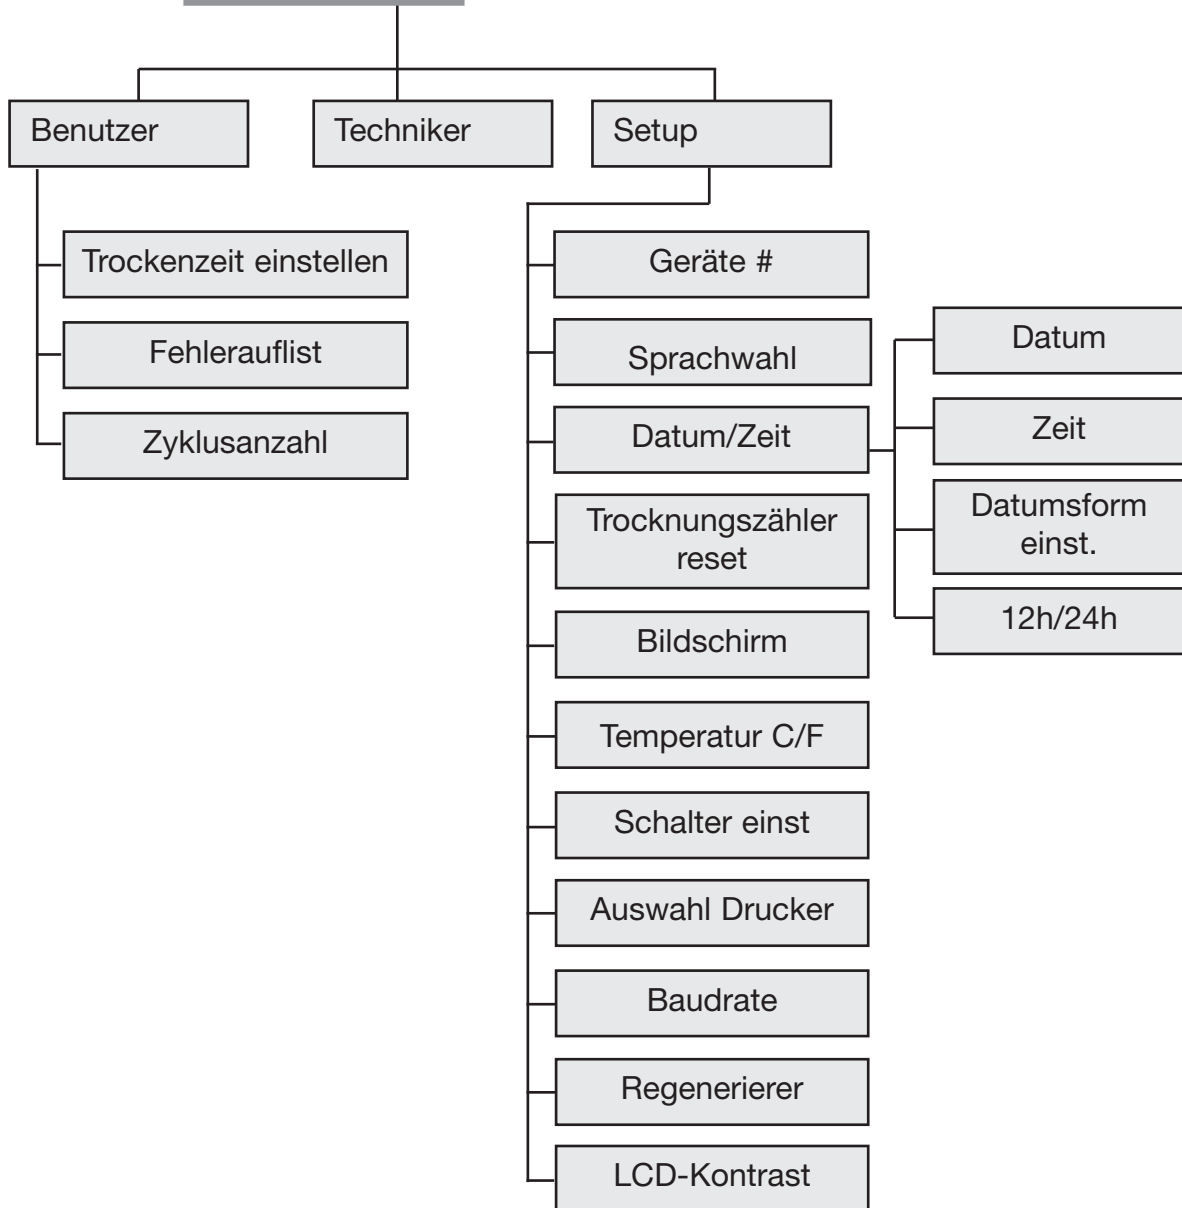 Benutzer
Techniker
Setup
Trockenzeit einstellen
Fehlerauflist
Zyklusanzahl
Geräte #
Sprachwahl
Datum/Zeit
Trocknungszähler
reset
Bildschirm
Temperatur C/F
Schalter einst
Auswahl Drucker
Baudrate
Regenerierer
LCD-Kontrast
Datum
Zeit
Datumsform
einst.
12h/24h